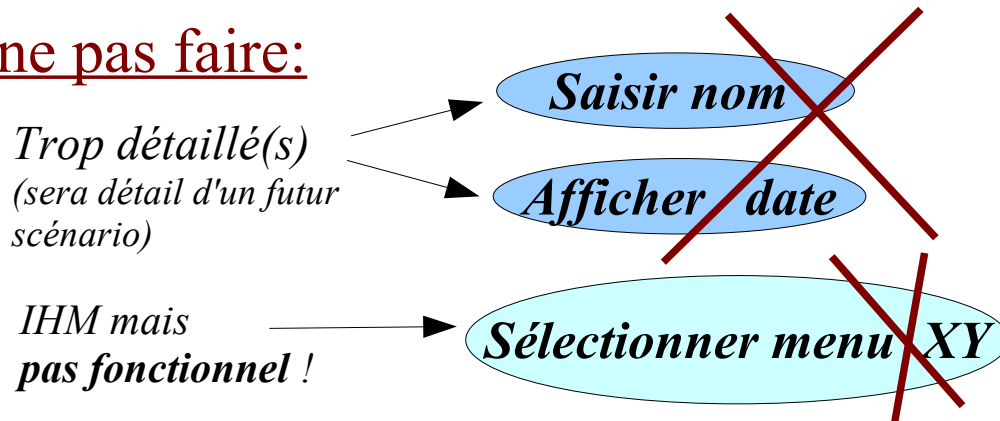 ne pas faire:
Saisir nom
Trop détaillé(s)
(sera détail d'un futur
scénario)
Afficher date
IHM mais
pas fonctionnel !
Sélectionner menu XY